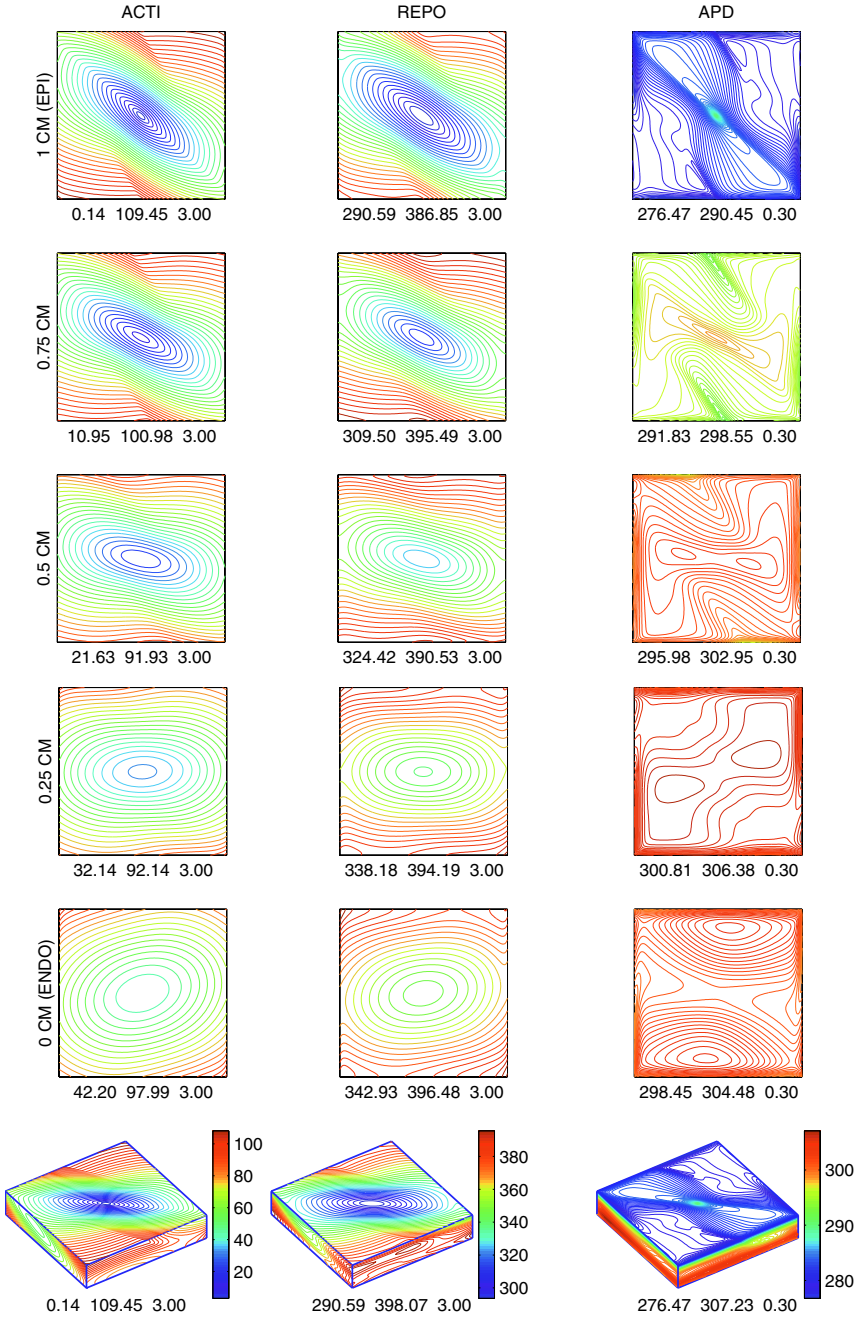 ACTI REPO APD
1 CM (EPI)
0.14 109.45 3.00 290.59 386.85 3.00 276.47 290.45 0.30
0.75 CM
10.95 100.98 3.00 309.50 395.49 3.00 291.83 298.55 0.30
0.5 CM
21.63 91.93 3.00 324.42 390.53 3.00 295.98 302.95 0.30
0.25 CM
32.14 92.14 3.00 338.18 394.19 3.00 300.81 306.38 0.30
0 CM (ENDO)
42.20 97.99 3.00 342.93 396.48 3.00 298.45 304.48 0.30
100
80
60
40
20
380
360
340
320
300
300
290
280
0.14 109.45 3.00 290.59 398.07 3.00 276.47 307.23 0.30